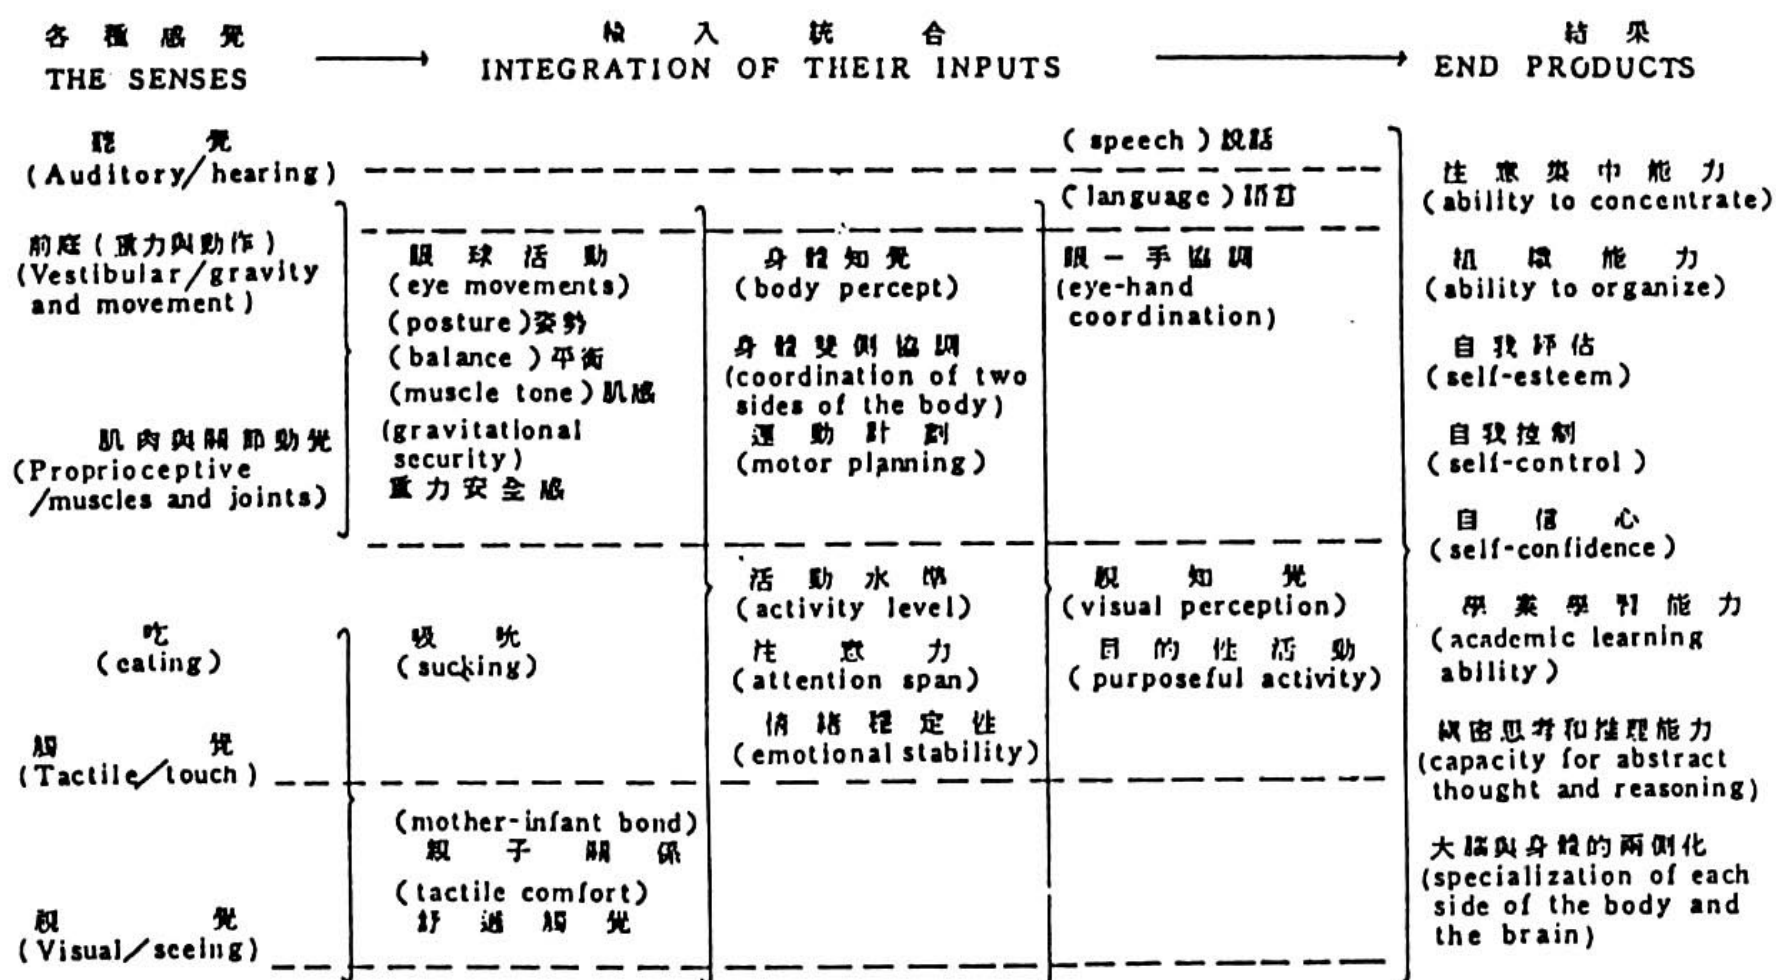 各種感覺
THE SENSES
輸入統合
INTEGRATION OF THEIR INPUTS
結果
END PRODUCTS
聽覺
(Auditory/hearing)
前庭(重力與動作)
(Vestibular/gravity
and movement)
肌肉與關節動覺
(Proprioceptive
/muscles and joints)
吃
(eating)
觸覺
(Tactile/touch)
視覺
(Visual/seeing)
眼球活動
(eye movements)
(posture)姿勢
(balance)平衡
(muscle tone)肌感
(gravitational
security)
重力安全感
吸吮
(sucking)
(mother-infant bond)
親子關係
(tactile comfort)
舒適觸覺
身體知覺
(body percept)
身體雙側協調
(coordination of two
sides of the body)
運動計劃
(motor planning)
活動水準
(activity level)
注意力
(attention span)
情緒穩定性
(emotional stability)
(speech)說話
(language)語言
眼-手協調
(eye-hand
coordination)
視知覺
(visual perception)
目的性活動
(purposeful activity)
注意集中能力
(ability to concentrate)
組織能力
(ability to organize)
自我評估
(self-esteem)
自我控制
(self-control)
自信心
(self-confidence)
學業學習能力
(academic learning
ability)
思考和推理能力
(capacity for abstract
thought and reasoning)
大腦與身體的兩側化
(specialization of each
side of the body and
the brain)